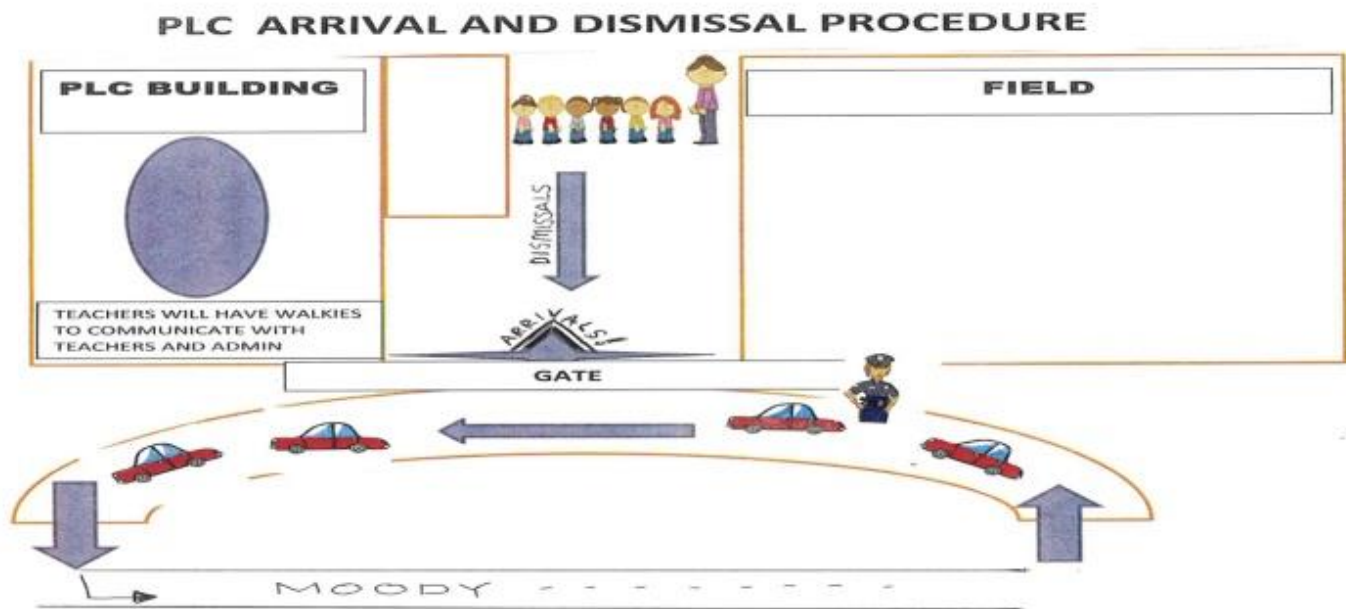 PLC ARRIVAL AND DISMISSAL PROCEDURE
PLC BUILDING
FIELD
DISMISSALS
TEACHERS WILL HAVE WALKIES
TO COMMUNICATE WITH
TEACHERS AND ADMIN
ARRIVALS!
GATE
MOODY